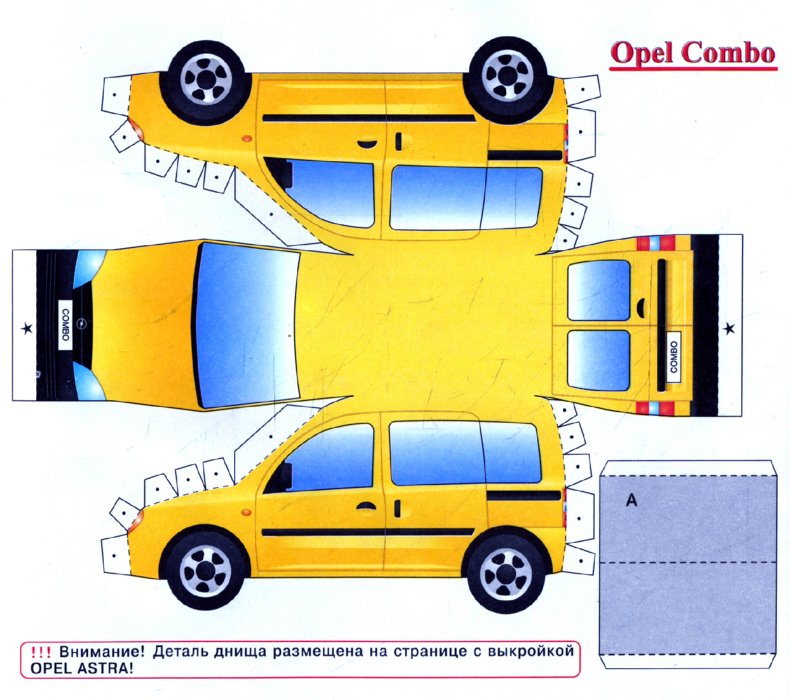 Opel Combo
COMBO
COMBO
A
!!! Внимание! Деталь днища размещена на странице с выкройкой
OPEL ASTRA!